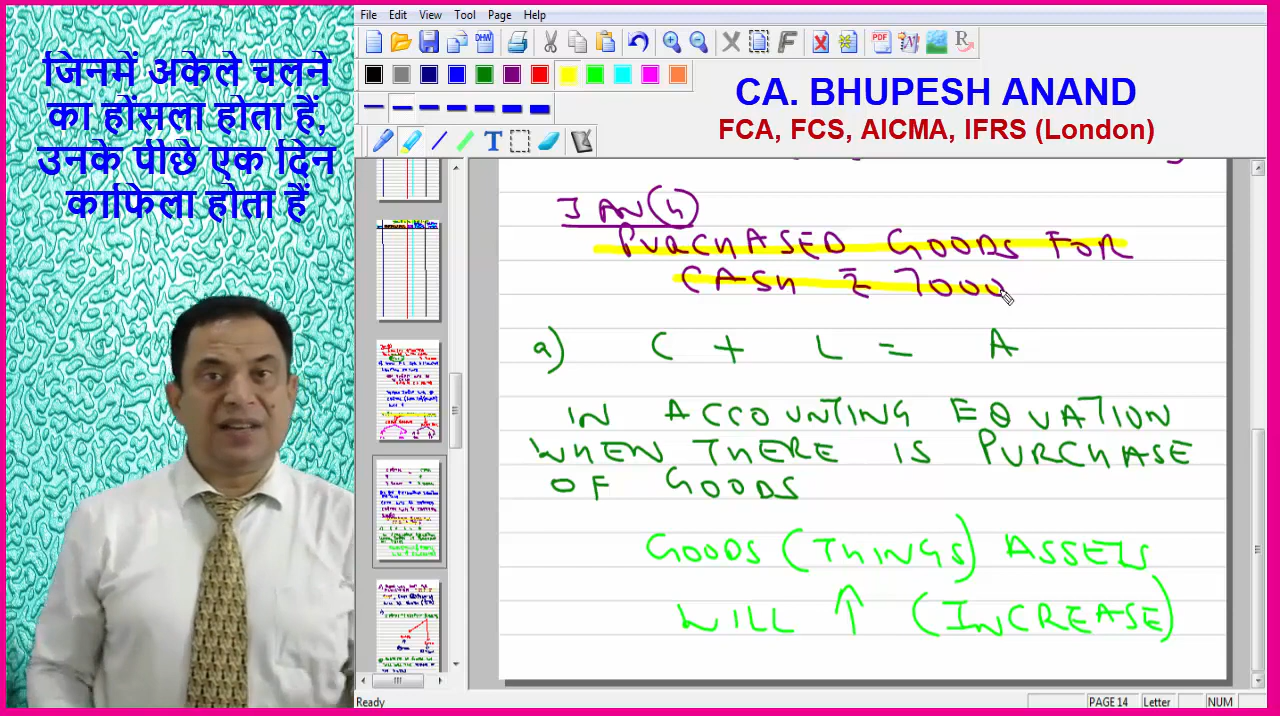 जिनमें अकेले चलने
का होंसला होता हैं,
उनके पीछे एक दिन
काफिला होता हैं
File Edit View Tool Page Help
CA. BHUPESH ANAND
FCA, FCS, AICMA, IFRS (London)
JAN(4)
PURCHASED GOODS FOR
CASH ₹ 7000
a) C + L = A
IN ACCOUNTING EQUATION
WHEN THERE IS PURCHASE
OF GOODS
GOODS (THINGS) ASSETS
WILL ↑ (INCREASE)
Ready PAGE 14 Letter NUM